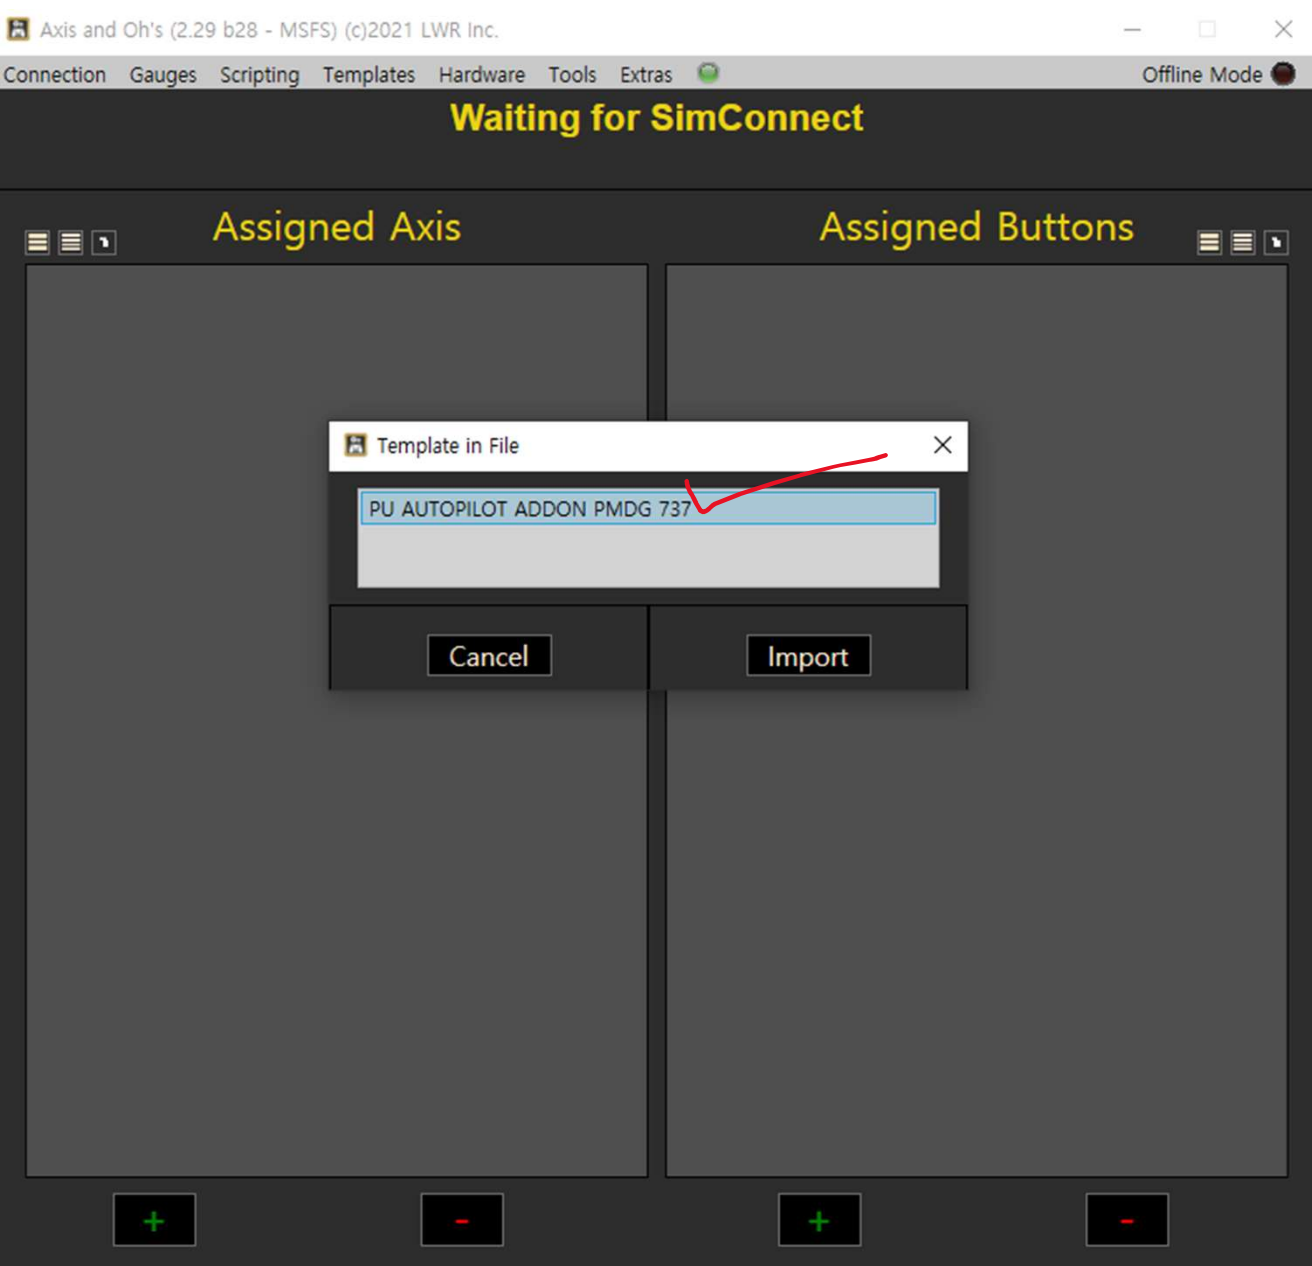 Axis and Oh's (2.29 b28 - MSFS) (c)2021 LWR Inc.
Connection Gauges Scripting Templates Hardware Tools Extras Offline Mode
Waiting for SimConnect
Assigned Axis
Assigned Buttons
Template in File
PU AUTOPILOT ADDON PMDG 737
Cancel Import
+ - + -